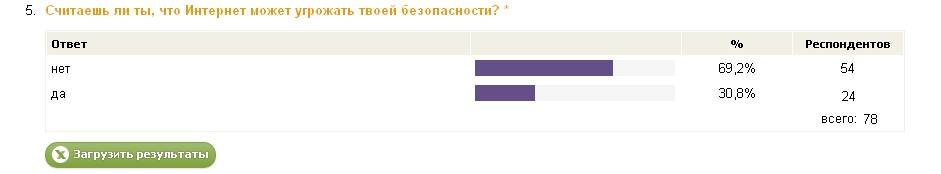 5. Считаешь ли ты, что Интернет может угрожать твоей безопасности? *
Ответ % Респондентов
нет 69,2% 54
да 30,8% 24
всего: 78
Загрузить результаты